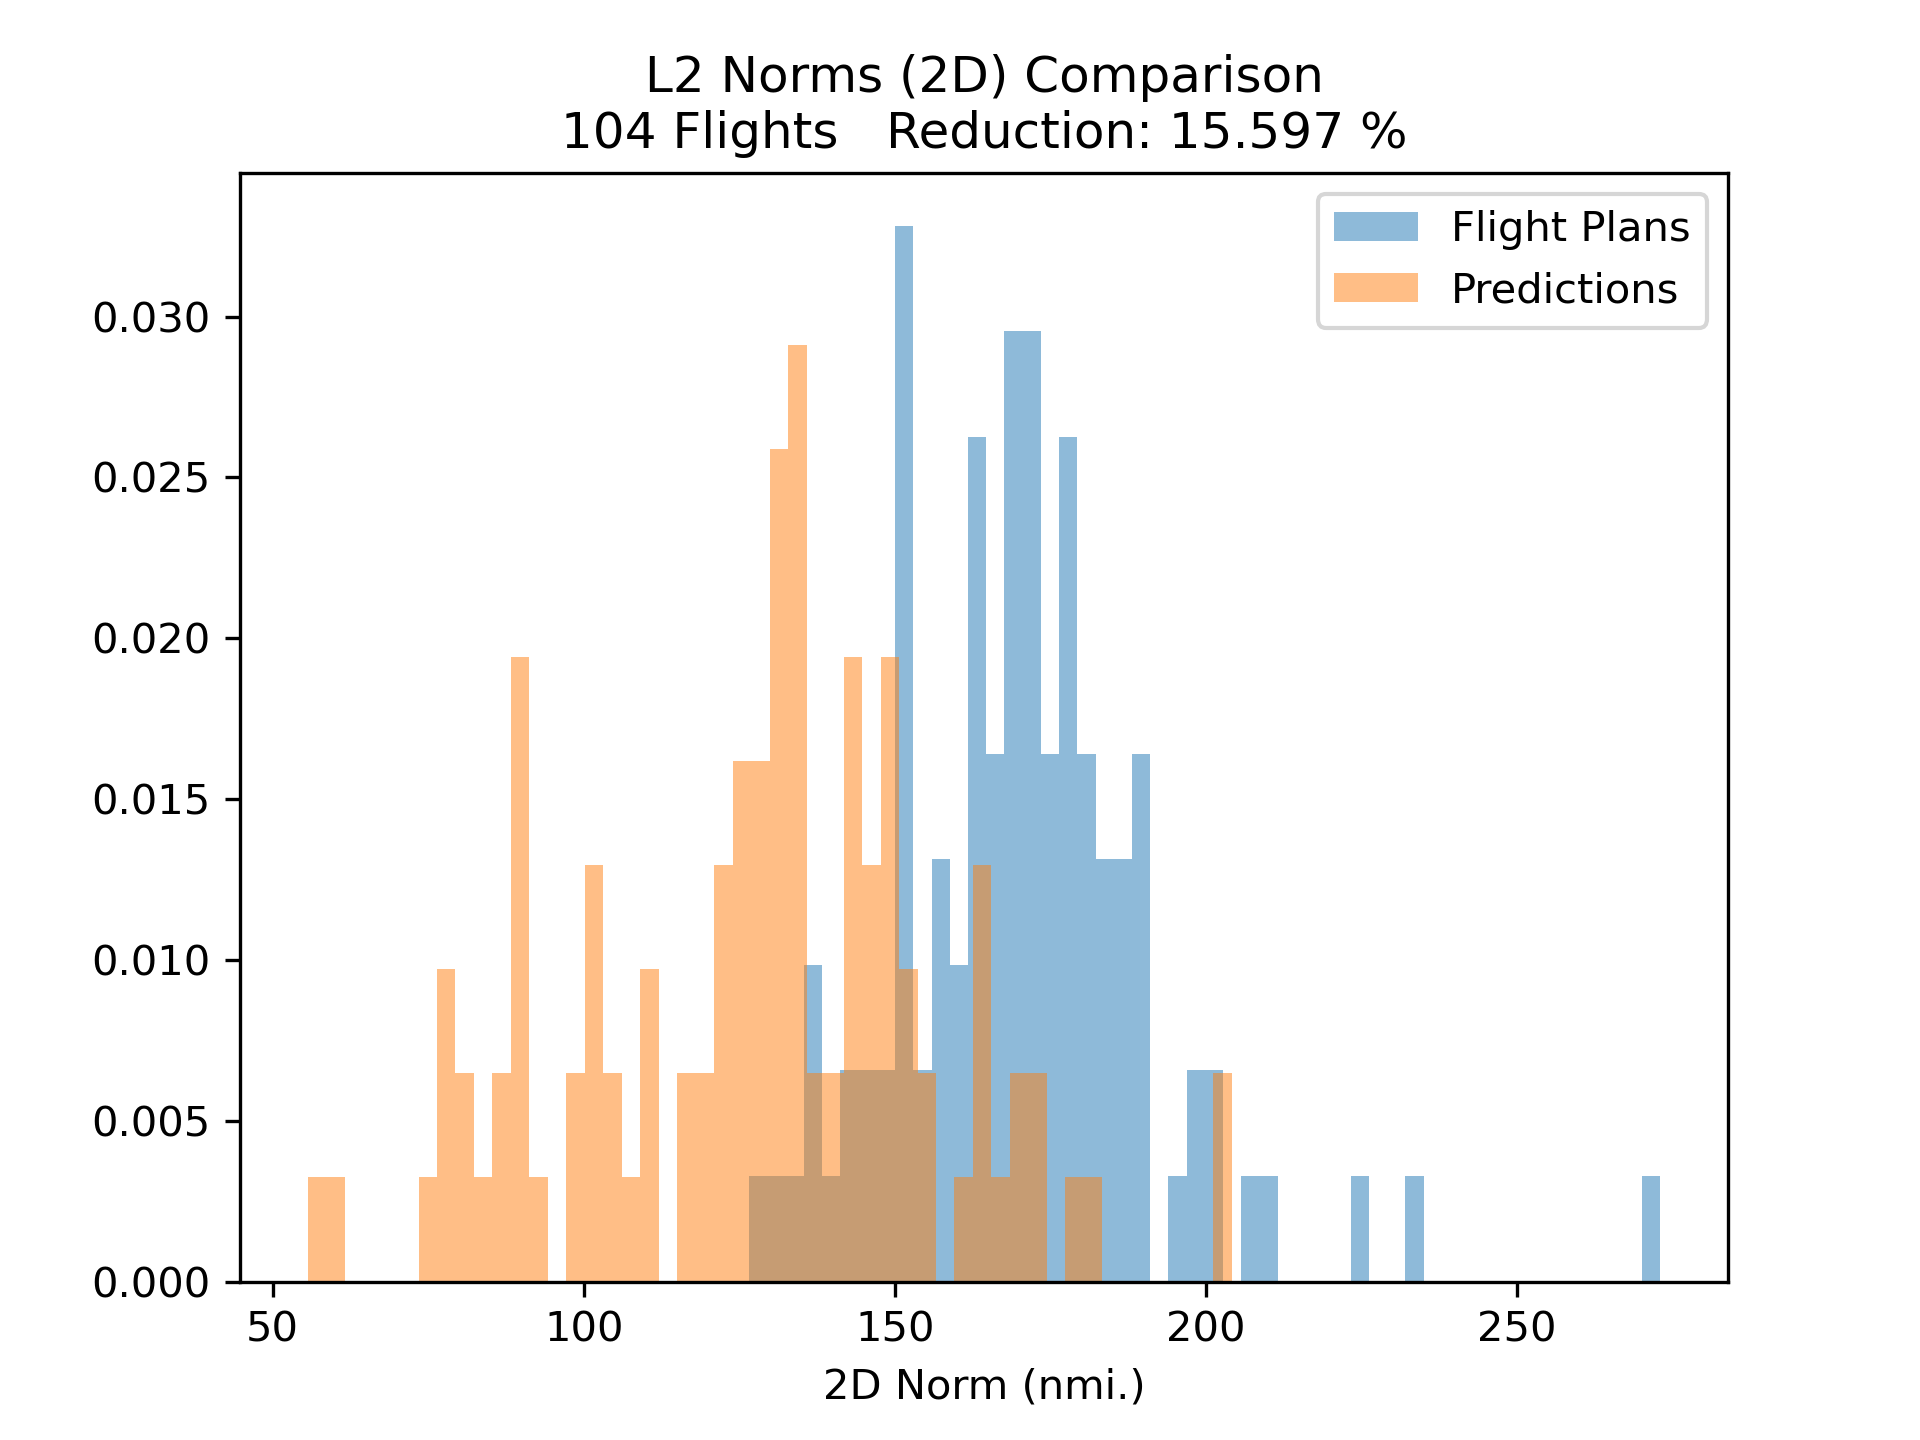 L2 Norms (2D) Comparison
104 Flights   Reduction: 15.597 %
Flight Plans
Predictions
0.030
0.025
0.020
0.015
0.010
0.005
0.000
50 100 150 200 250
2D Norm (nmi.)